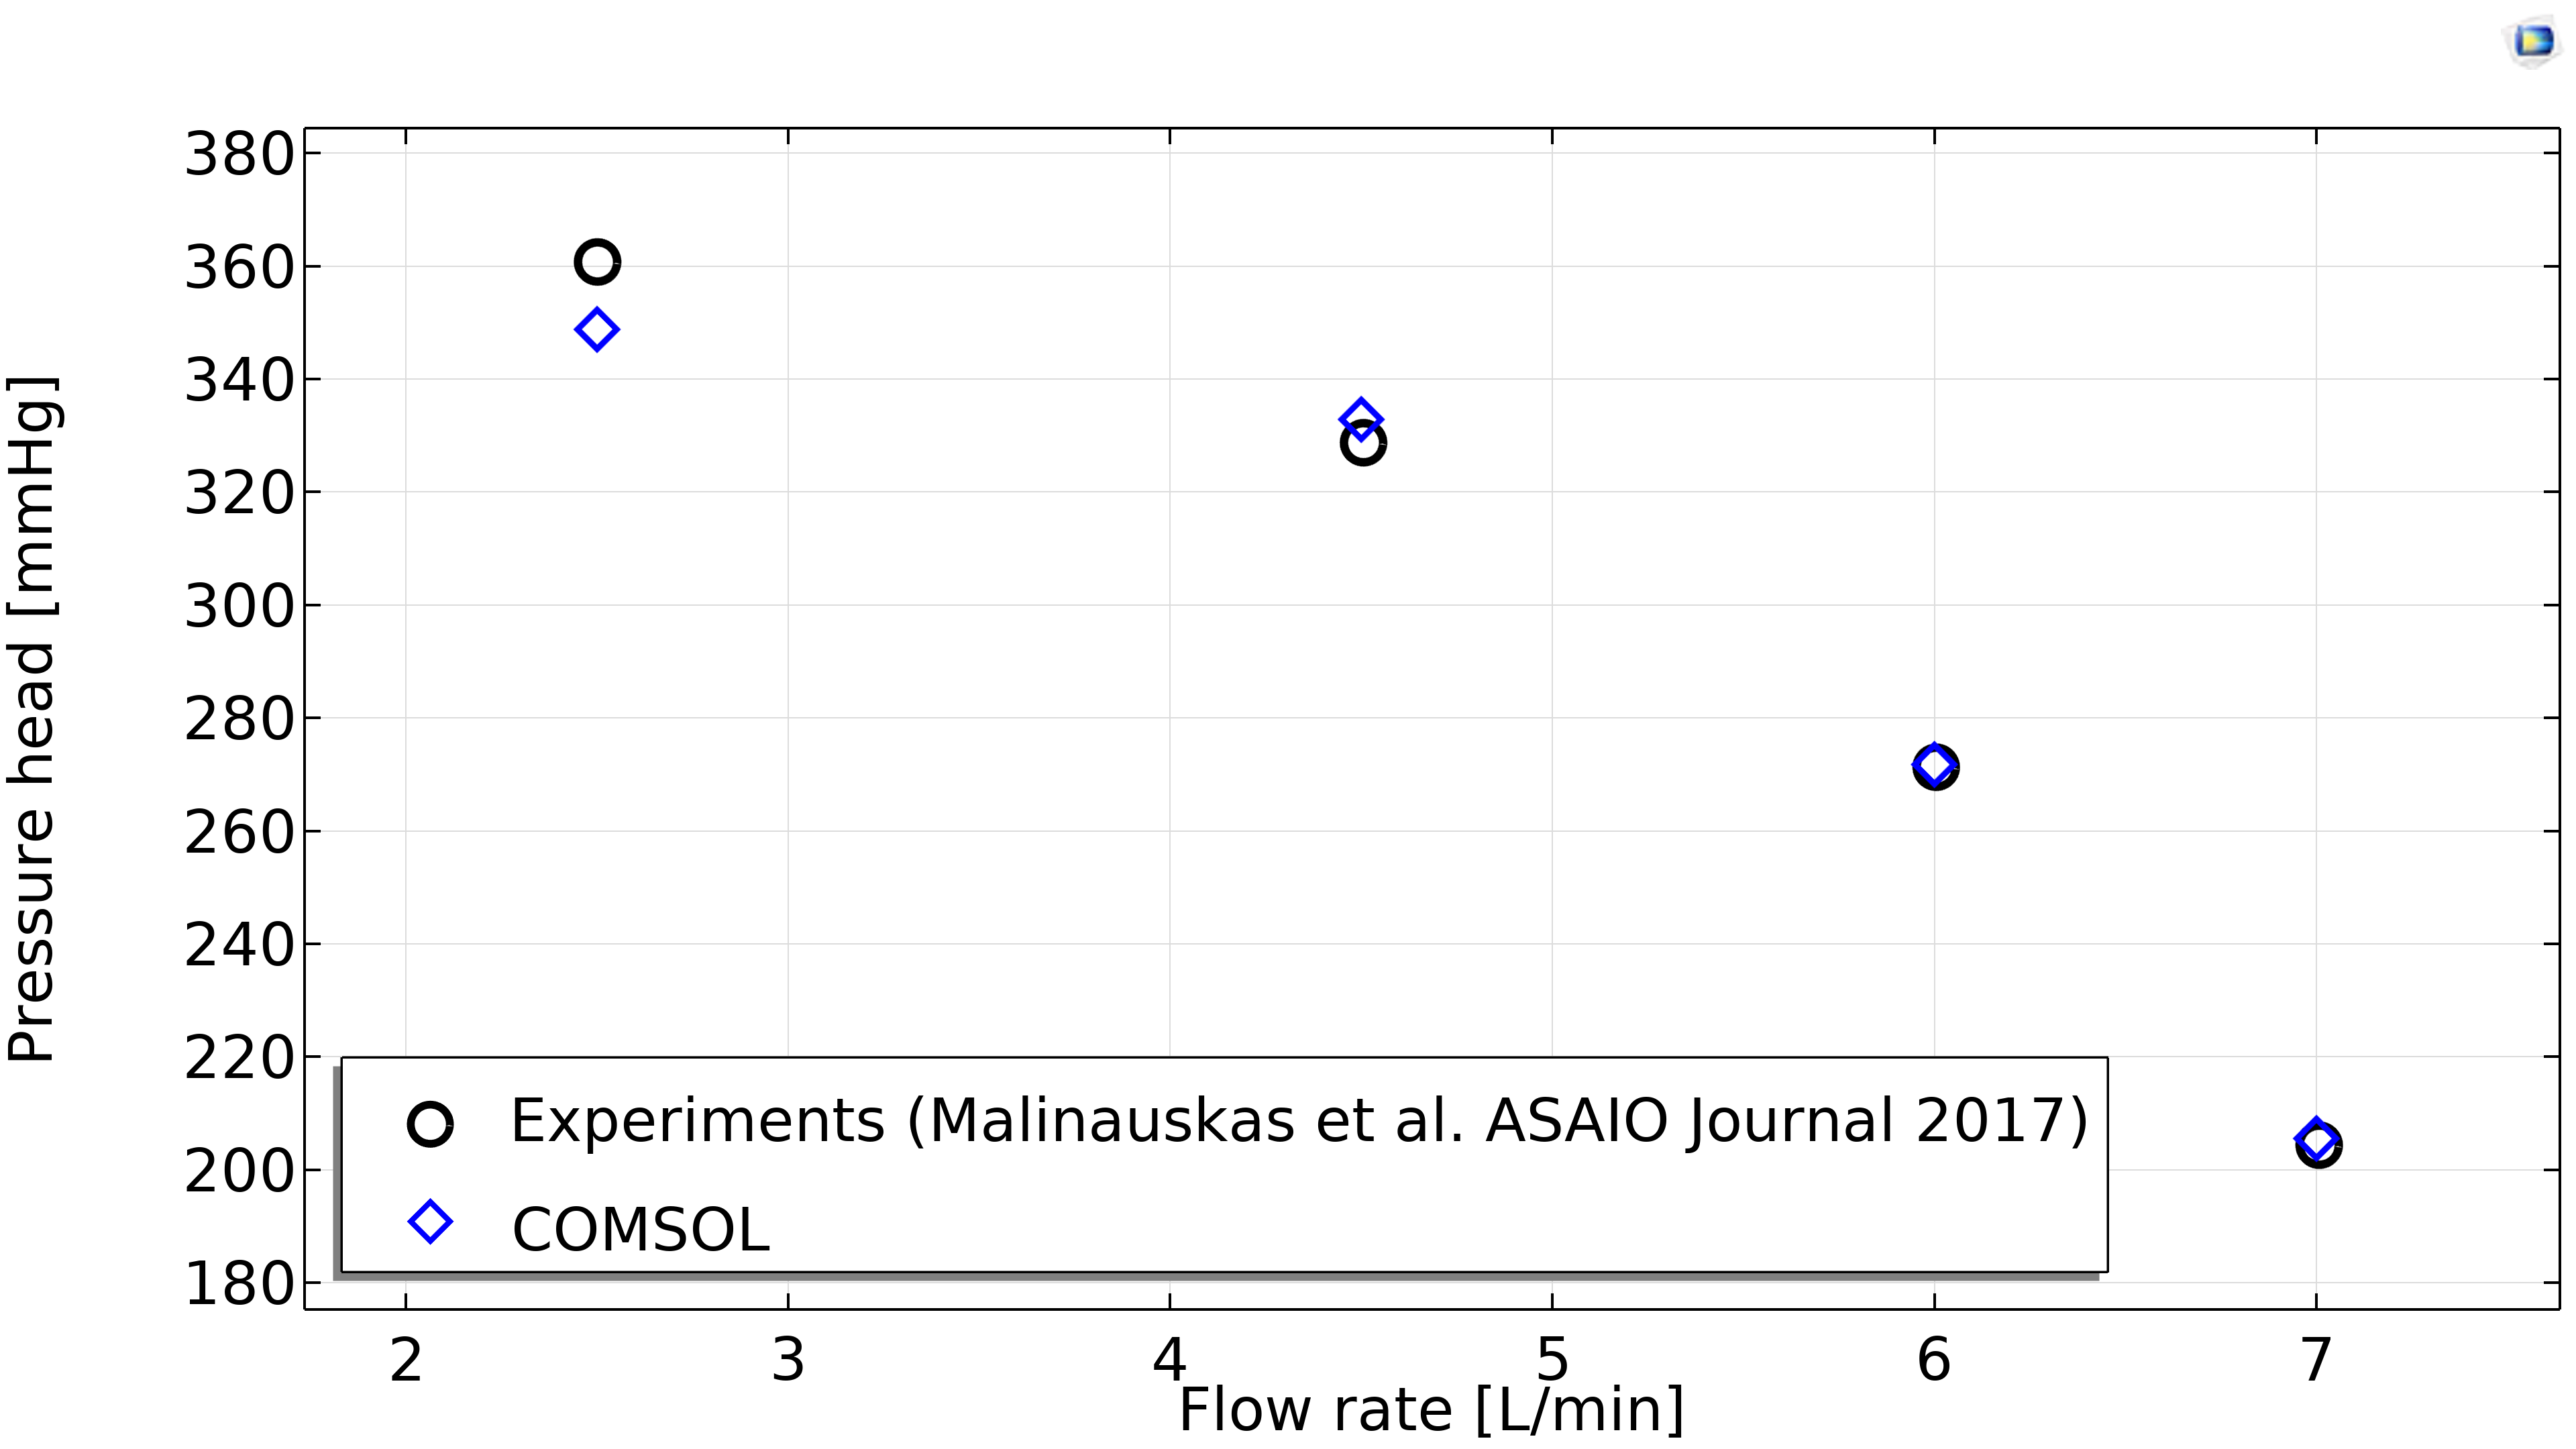 380
360
340
320
300
280
260
240
220
200
180
Pressure head [mmHg]
Experiments (Malinauskas et al. ASAIO Journal 2017)
COMSOL
2 3 4 5 6 7
Flow rate [L/min]